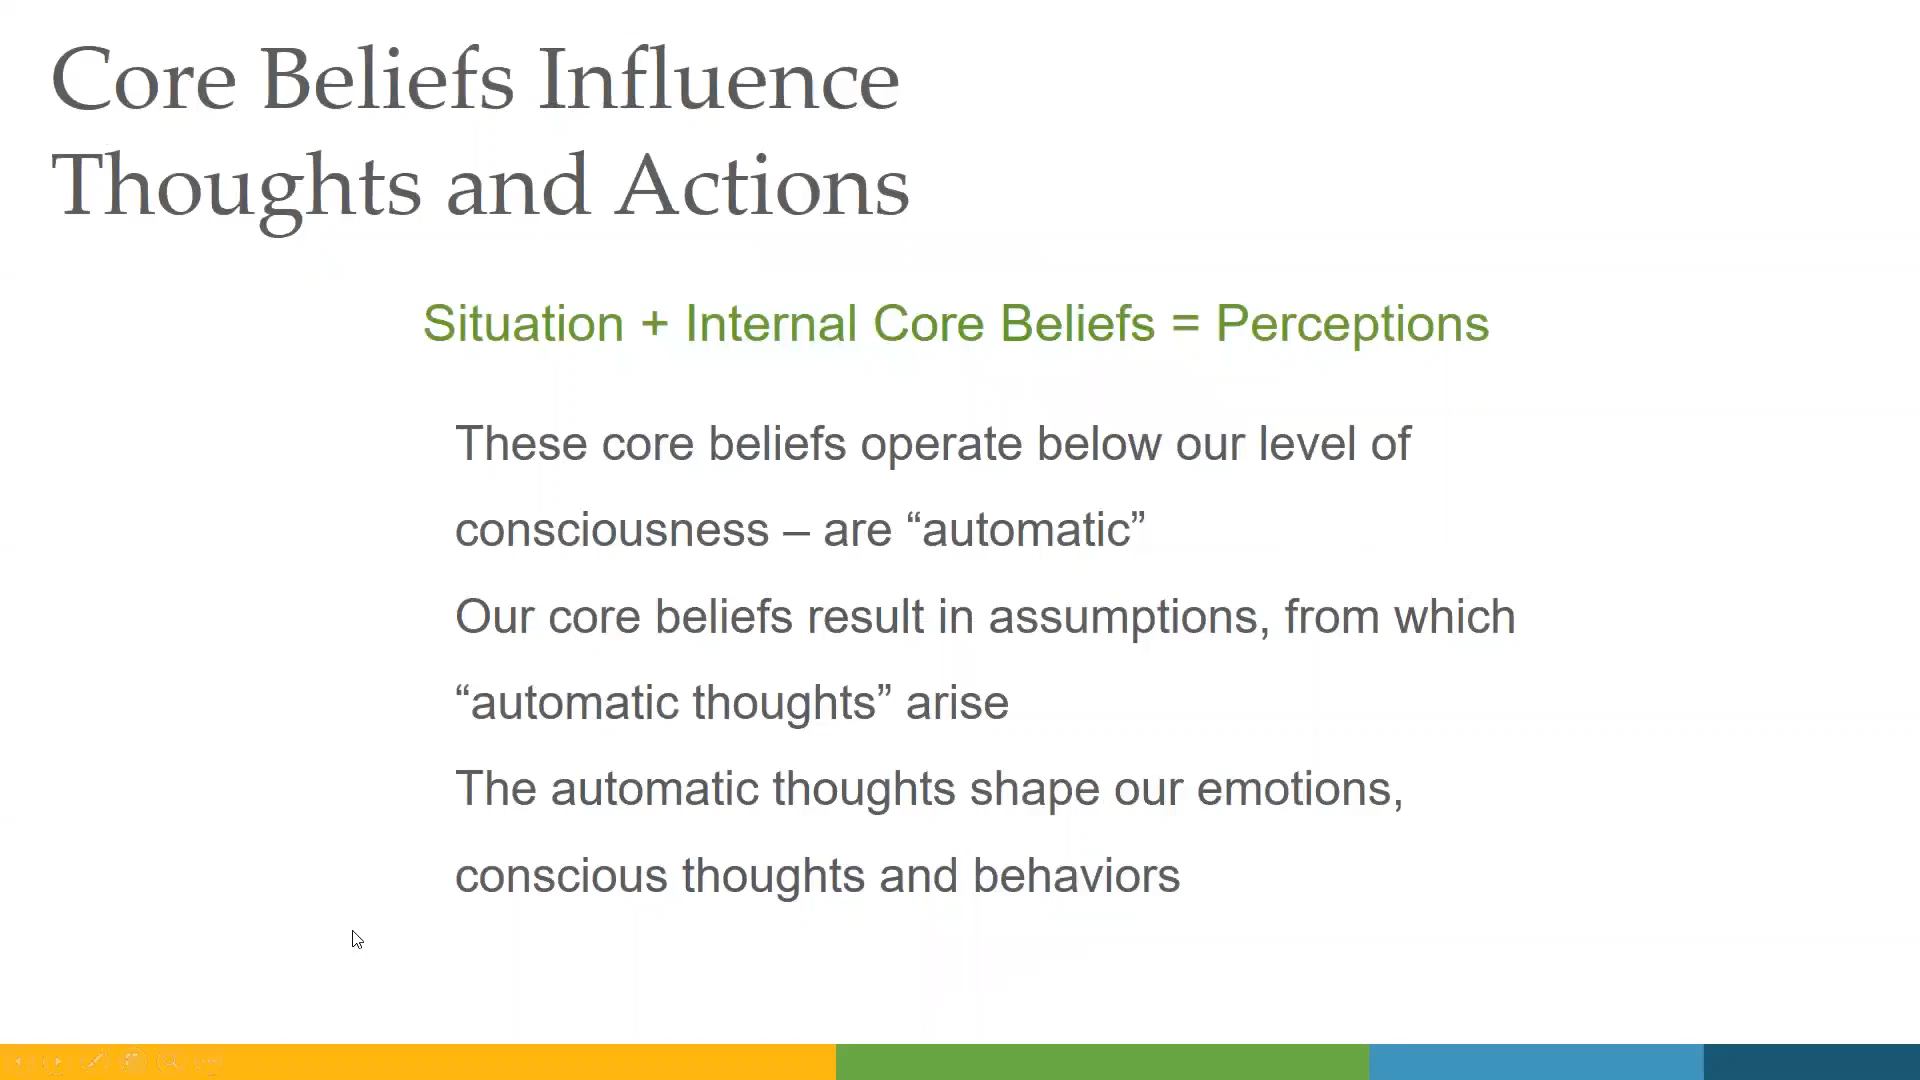 Core Beliefs Influence
Thoughts and Actions
Situation + Internal Core Beliefs = Perceptions
These core beliefs operate below our level of
consciousness – are “automatic”
Our core beliefs result in assumptions, from which
“automatic thoughts” arise
The automatic thoughts shape our emotions,
conscious thoughts and behaviors